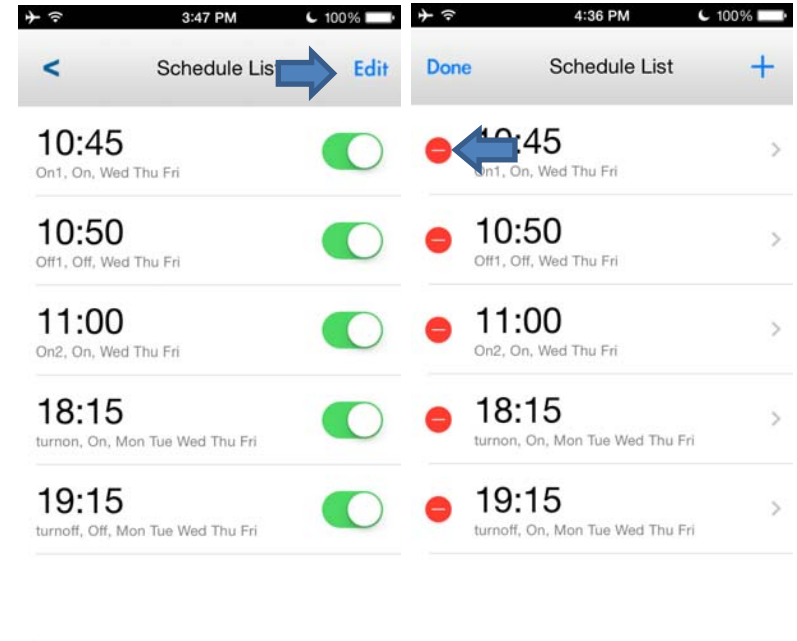 3:47 PM 100%
< Schedule Lis Edit
10:45
On1, On, Wed Thu Fri
10:50
Off1, Off, Wed Thu Fri
11:00
On2, On, Wed Thu Fri
18:15
turnon, On, Mon Tue Wed Thu Fri
19:15
turnoff, Off, Mon Tue Wed Thu Fri
4:36 PM 100%
Done Schedule List +
:45
On1, On, Wed Thu Fri
10:50
Off1, Off, Wed Thu Fri
11:00
On2, On, Wed Thu Fri
18:15
turnon, On, Mon Tue Wed Thu Fri
19:15
turnoff, On, Mon Tue Wed Thu Fri